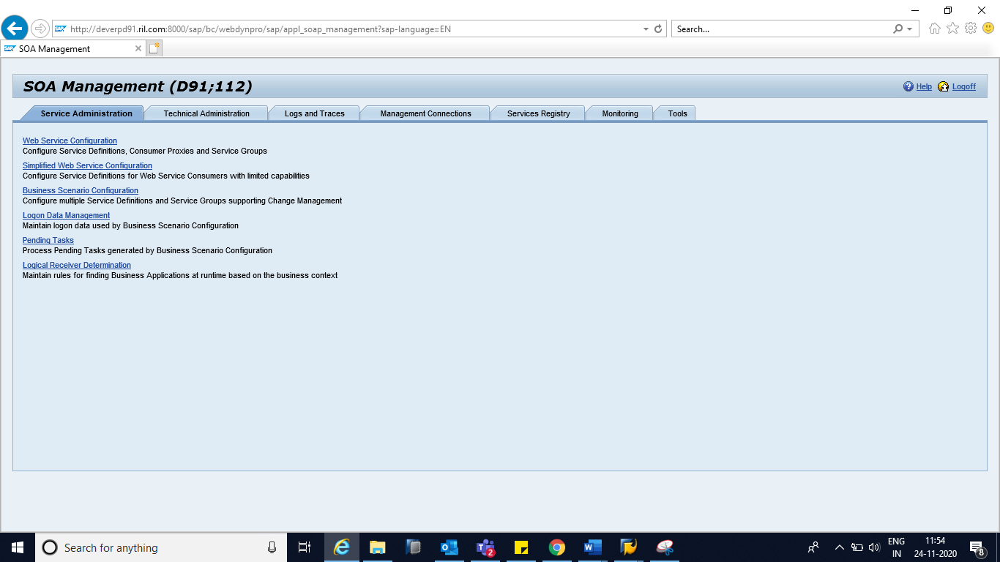 http://deverpd91.ril.com:8000/sap/bc/webdynpro/sap/appl_soap_management?sap-language=EN
Search...
SAP SOA Management
SOA Management (D91;112)
Help Logoff
Service Administration Technical Administration Logs and Traces Management Connections Services Registry Monitoring Tools
Web Service Configuration
Configure Service Definitions, Consumer Proxies and Service Groups
Simplified Web Service Configuration
Configure Service Definitions for Web Service Consumers with limited capabilities
Business Scenario Configuration
Configure multiple Service Definitions and Service Groups supporting Change Management
Logon Data Management
Maintain logon data used by Business Scenario Configuration
Pending Tasks
Process Pending Tasks generated by Business Scenario Configuration
Logical Receiver Determination
Maintain rules for finding Business Applications at runtime based on the business context
Search for anything
2
ENG
IN
11:54
24-11-2020
8